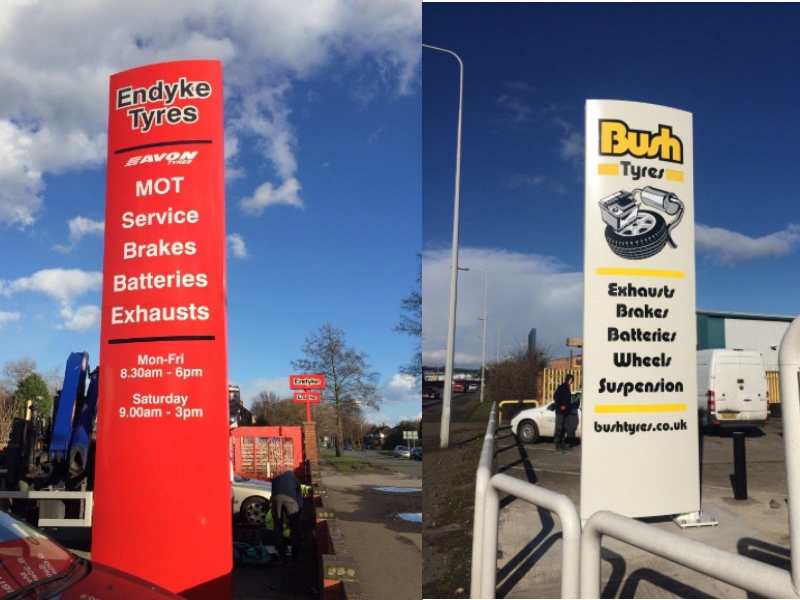 Endyke
Tyres
AVON
TYRES
MOT
Service
Brakes
Batteries
Exhausts
Mon-Fri
8.30am - 6pm
Saturday
9.00am - 3pm
Endyke
Bush
Tyres
Exhausts
Brakes
Batteries
Wheels
Suspension
bushtyres.co.uk